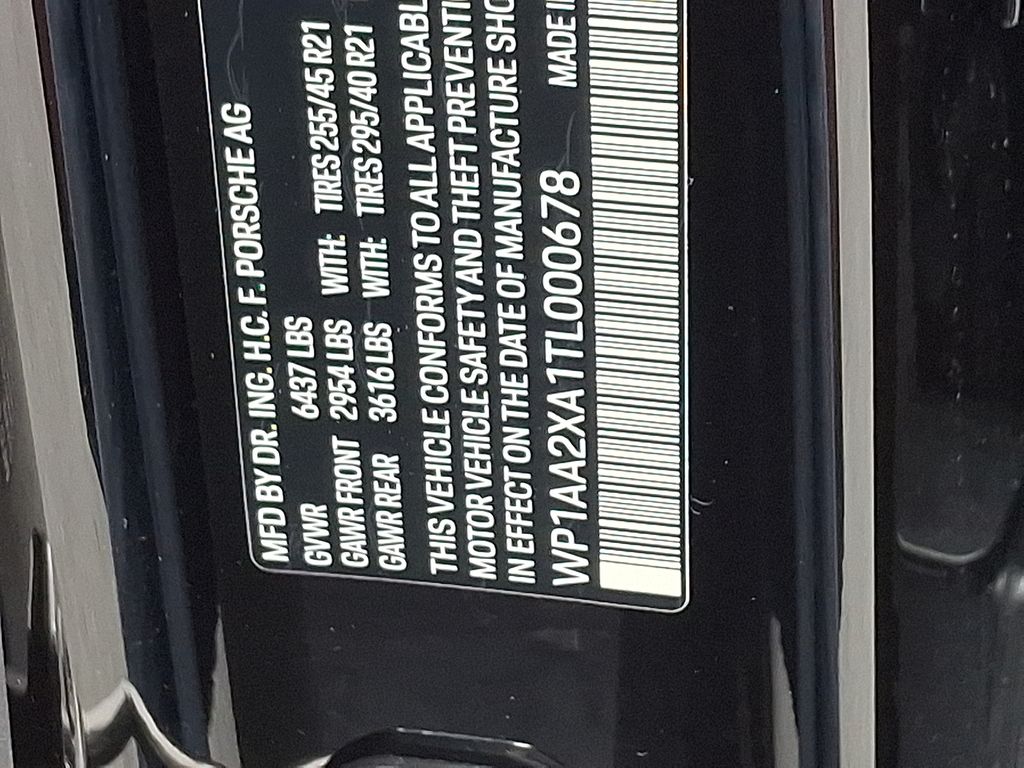 MFD BY DR. ING. H.C. F. PORSCHE AG
GVWR 6437 LBS
GAWR FRONT 2954 LBS WITH: TIRES 255/45 R21
GAWR REAR 3616 LBS WITH: TIRES 295/40 R21
THIS VEHICLE CONFORMS TO ALL APPLICABL
MOTOR VEHICLE SAFETY AND THEFT PREVENTI
IN EFFECT ON THE DATE OF MANUFACTURE SHO
WP1AA2XA1TL000678 MADE I